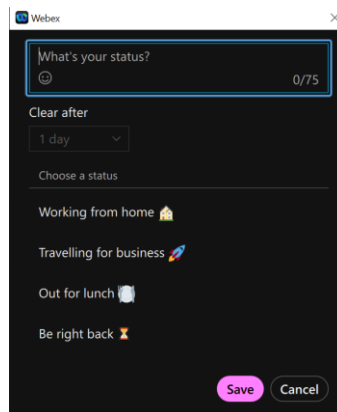 Webex
What's your status?
0/75
Clear after
1 day
Choose a status
Working from home 🏠
Travelling for business 🚀
Out for lunch 🍽️
Be right back ⏳
Save Cancel